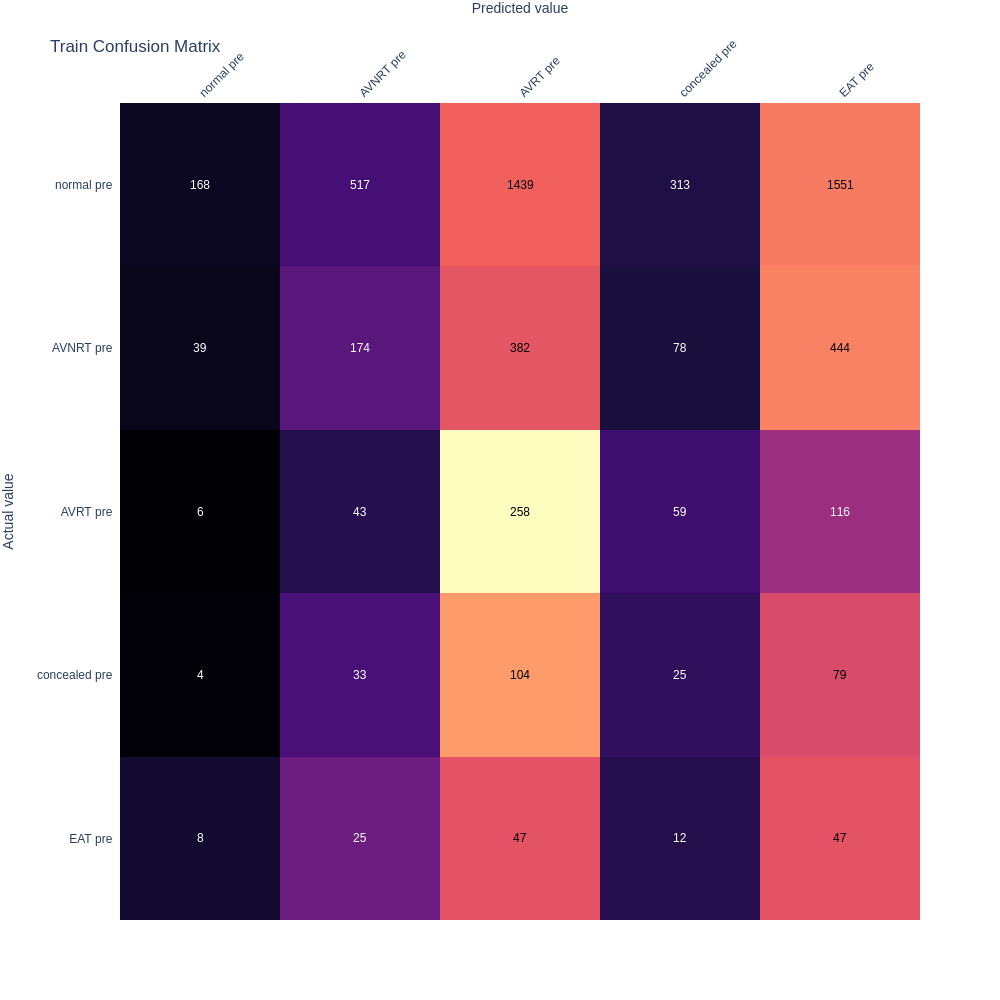 Predicted value
Train Confusion Matrix
normal pre AVNRT pre AVRT pre concealed pre EAT pre
normal pre 168 517 1439 313 1551
AVNRT pre 39 174 382 78 444
Actual value
AVRT pre 6 43 258 59 116
concealed pre 4 33 104 25 79
EAT pre 8 25 47 12 47